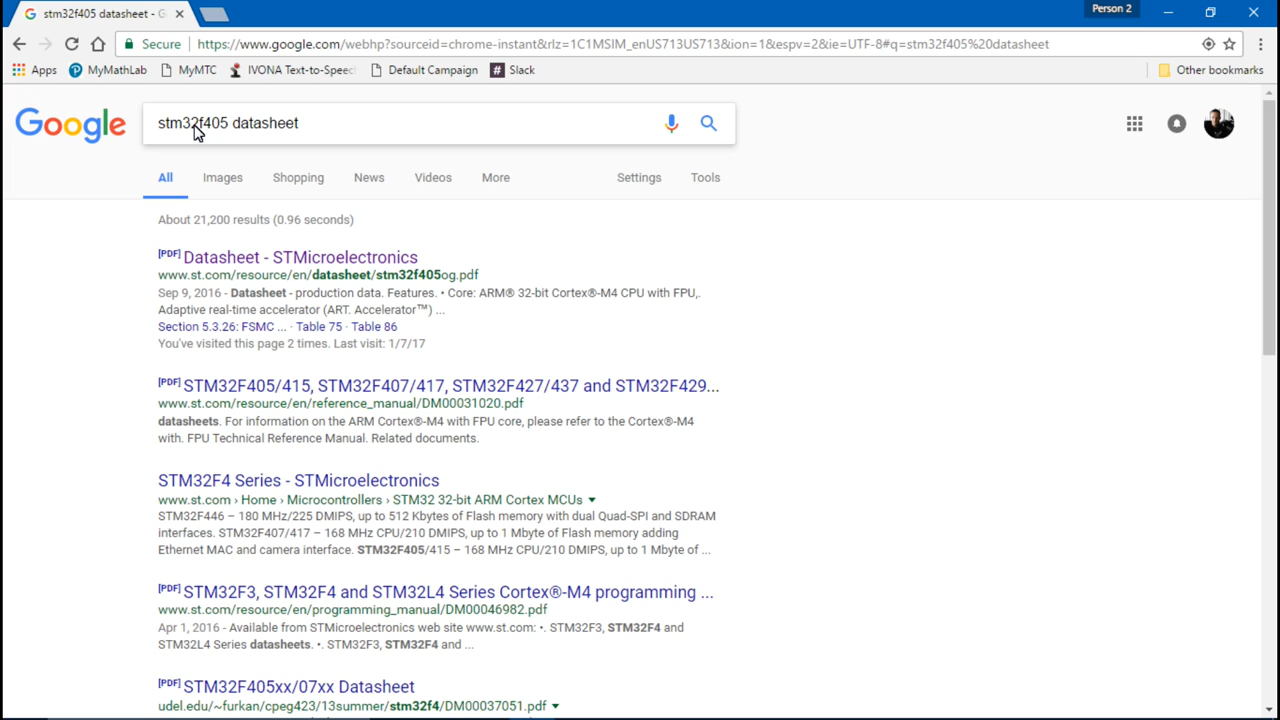 stm32f405 datasheet - G
Person 2
Secure
https://www.google.com/webhp?sourceid=chrome-instant&rlz=1C1MSIM_enUS713US713&ion=1&espv=2&ie=UTF-8#q=stm32f405%20datasheet
Apps MyMathLab MyMTC IVONA Text-to-Speec Default Campaign Slack Other bookmarks
Google
stm32f405 datasheet
All Images Shopping News Videos More Settings Tools
About 21,200 results (0.96 seconds)
[PDF] Datasheet - STMicroelectronics
www.st.com/resource/en/datasheet/stm32f405og.pdf
Sep 9, 2016 - Datasheet - production data. Features. • Core: ARM® 32-bit Cortex®-M4 CPU with FPU,.
Adaptive real-time accelerator (ART. Accelerator™) ...
Section 5.3.26: FSMC ... · Table 75 · Table 86
You've visited this page 2 times. Last visit: 1/7/17
[PDF] STM32F405/415, STM32F407/417, STM32F427/437 and STM32F429...
www.st.com/resource/en/reference_manual/DM00031020.pdf
datasheets. For information on the ARM Cortex®-M4 with FPU core, please refer to the Cortex®-M4
with. FPU Technical Reference Manual. Related documents.
STM32F4 Series - STMicroelectronics
www.st.com › Home › Microcontrollers › STM32 32-bit ARM Cortex MCUs
STM32F446 – 180 MHz/225 DMIPS, up to 512 Kbytes of Flash memory with dual Quad-SPI and SDRAM
interfaces. STM32F407/417 – 168 MHz CPU/210 DMIPS, up to 1 Mbyte of Flash memory adding
Ethernet MAC and camera interface. STM32F405/415 – 168 MHz CPU/210 DMIPS, up to 1 Mbyte of ...
[PDF] STM32F3, STM32F4 and STM32L4 Series Cortex®-M4 programming ...
www.st.com/resource/en/programming_manual/DM00046982.pdf
Apr 1, 2016 - Available from STMicroelectronics web site www.st.com: •. STM32F3, STM32F4 and
STM32L4 Series datasheets. •. STM32F3, STM32F4 and ...
[PDF] STM32F405xx/07xx Datasheet
udel.edu/~furkan/cpeg423/13summer/stm32f4/DM00037051.pdf